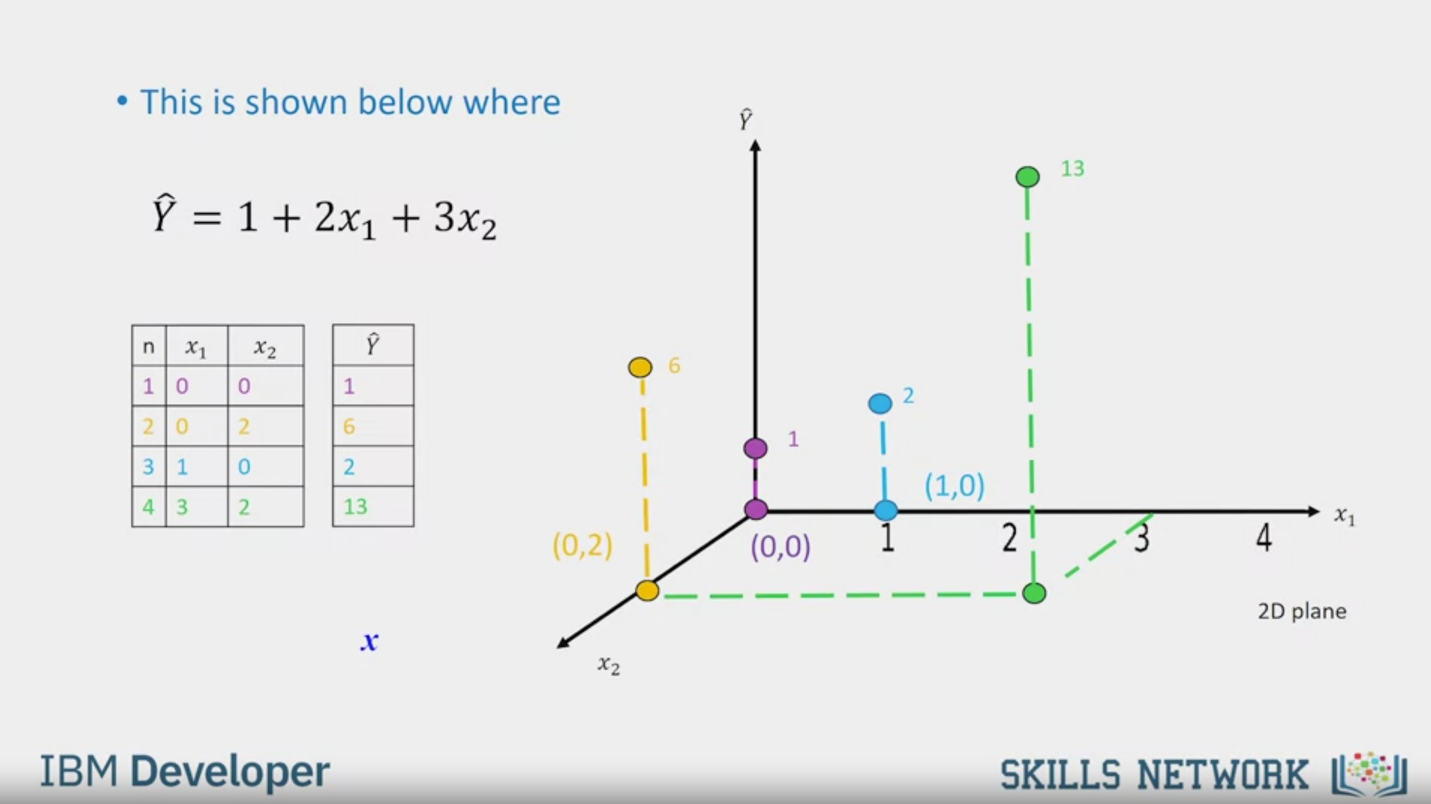 • This is shown below where
Ŷ = 1 + 2x₁ + 3x₂
n x₁ x₂ Ŷ
1 0 0 1
2 0 2 6
3 1 0 2
4 3 2 13
x
Ŷ
13
6
2
1
(1,0)
x₁
(0,2)
(0,0)
1 2 3 4
2D plane
x₂
IBM Developer
SKILLS NETWORK